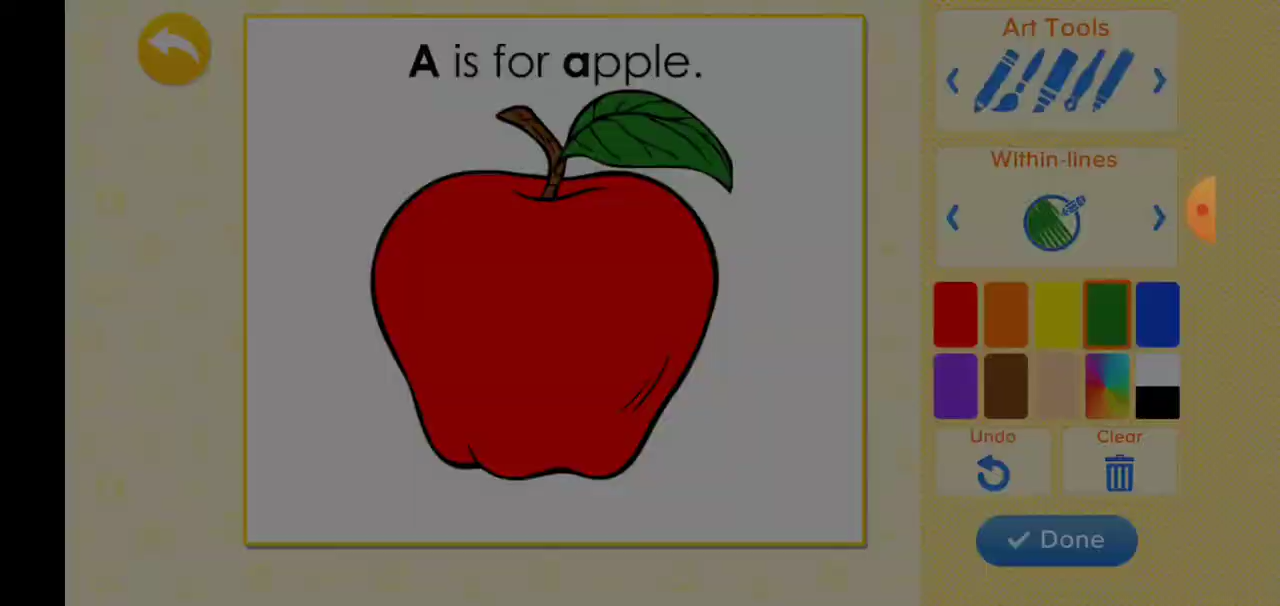 A is for apple.
Art Tools
Within-lines
Undo
Clear
Done